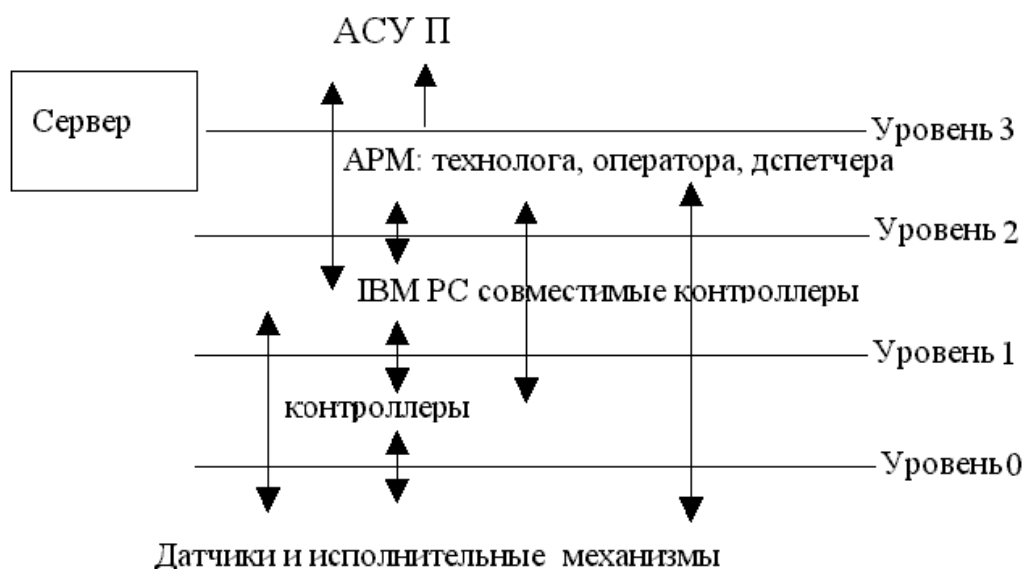 АСУ П
Сервер
Уровень 3
АРМ: технолога, оператора, дспетчера
Уровень 2
IBM PC совместимые контроллеры
Уровень 1
контроллеры
Уровень 0
Датчики и исполнительные механизмы